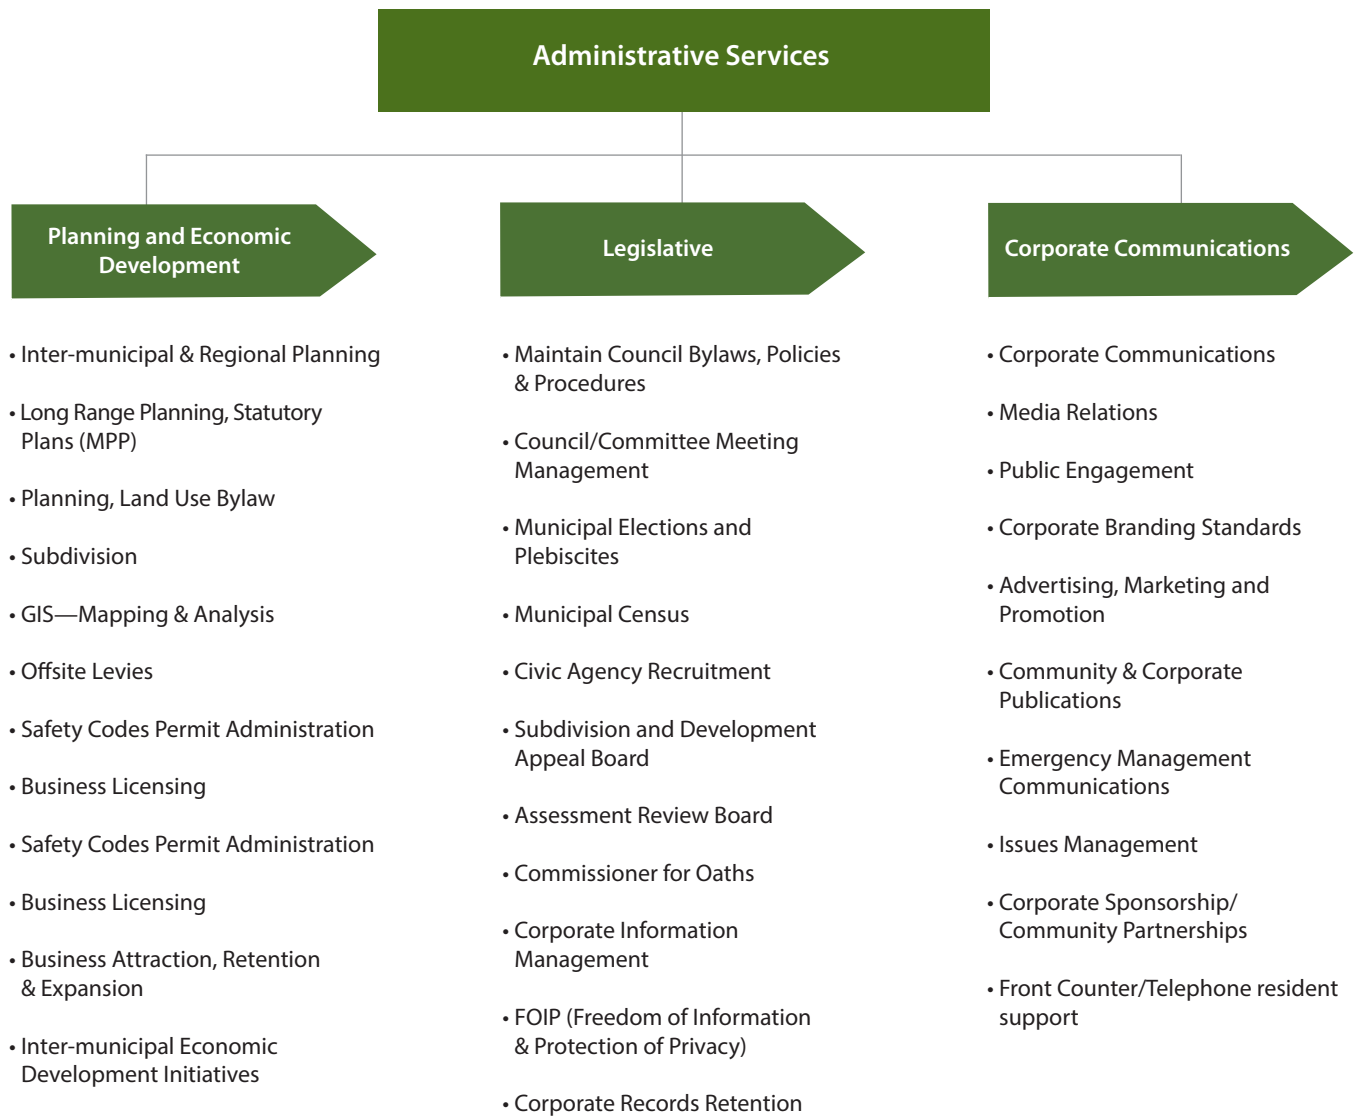 Administrative Services
Planning and Economic
Development
• Inter-municipal & Regional Planning
• Long Range Planning, Statutory
Plans (MPP)
• Planning, Land Use Bylaw
• Subdivision
• GIS—Mapping & Analysis
• Offsite Levies
• Safety Codes Permit Administration
• Business Licensing
• Safety Codes Permit Administration
• Business Licensing
• Business Attraction, Retention
& Expansion
• Inter-municipal Economic
Development Initiatives
Legislative
• Maintain Council Bylaws, Policies
& Procedures
• Council/Committee Meeting
Management
• Municipal Elections and
Plebiscites
• Municipal Census
• Civic Agency Recruitment
• Subdivision and Development
Appeal Board
• Assessment Review Board
• Commissioner for Oaths
• Corporate Information
Management
• FOIP (Freedom of Information
& Protection of Privacy)
• Corporate Records Retention
Corporate Communications
• Corporate Communications
• Media Relations
• Public Engagement
• Corporate Branding Standards
• Advertising, Marketing and
Promotion
• Community & Corporate
Publications
• Emergency Management
Communications
• Issues Management
• Corporate Sponsorship/
Community Partnerships
• Front Counter/Telephone resident
support